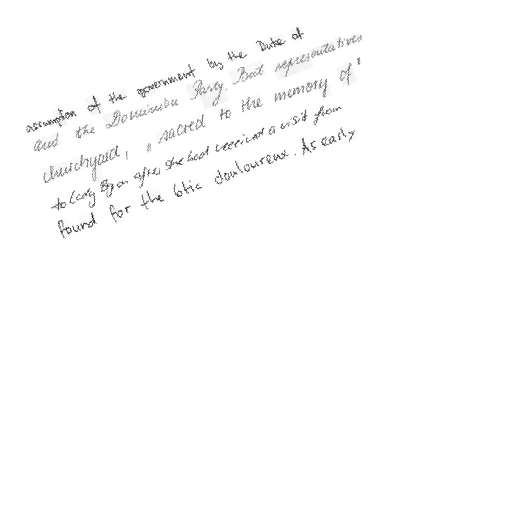 assumption of the government by the Duke of
and the Dominion Party. But representatives
churchyard, " sacred to the memory of "
to Lady Byron after she had received a visit from
found for the tic douloureux. As early